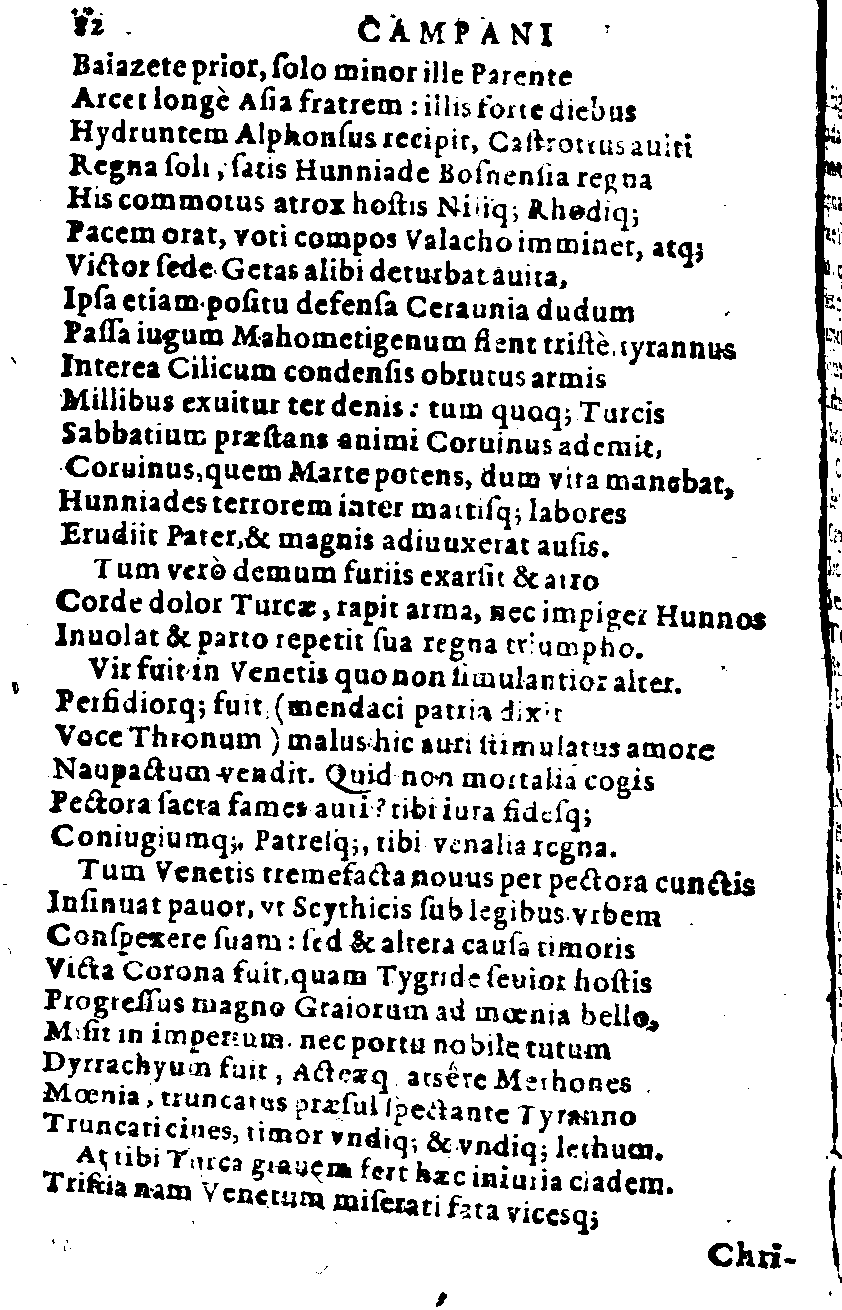 82 CAMPANI
Baiazete prior, ſolo minor ille Parente
Arcet longè Aſia fratrem : illis forte diebus
Hydruntem Alphonſus recipit, Caſtrottus auiti
Regna ſoli, ſatis Hunniade Boſnenſia regna
His commotus atrox hoſtis Niliq; Rhodiq;
Pacem orat, voti compos Valacho imminet, atq;
Victor ſede Getas alibi deturbat auita,
Ipſa etiam poſitu defenſa Ceraunia dudum
Paſſa iugum Mahometigenum flent triſtè, tyrannus
Interea Cilicum condenſis obrutus armis
Millibus exuitur ter denis: tum quoq; Turcis
Sabbatium præſtans animi Coruinus ademit,
Coruinus, quem Marte potens, dum vita manebat,
Hunniades terrorem inter martiſq; labores
Erudiit Pater, & magnis adiuuxerat auſis.
Tum verò demum furiis exarſit & atro
Corde dolor Turcæ, rapit arma, nec impiger Hunnos
Inuolat & parto repetit ſua regna triumpho.
Vir fuit in Venetis quo non ſimulantior alter.
Perfidiorq; fuit (mendaci patria dixit
Voce Thronum ) malus hic auri ſtimulatus amore
Naupactum vendit. Quid non mortalia cogis
Pectora ſacra fames auri? tibi iura fideſq;
Coniugiumq;, Patreſq;, tibi venalia regna.
Tum Venetis tremefacta nouus per pectora cunctis
Inſinuat pauor, vt Scythicis ſub legibus vrbem
Conſpexere ſuam : ſed & altera cauſa timoris
Victa Corona fuit, quam Tygride ſeuior hoſtis
Progreſſus magno Graiorum ad mœnia bello,
Miſit in imperium. nec portu nobile tutum
Dyrrachyum fuit, Acteæq arsêre Methones
Mœnia, truncatus præſul ſpectante Tyranno
Truncati ciues, timor vndiq; & vndiq; lethum.
At tibi Turca grauem fert hæc iniuria cladem.
Triſtia nam Venetum miſerati fata viceſq;
Chri-